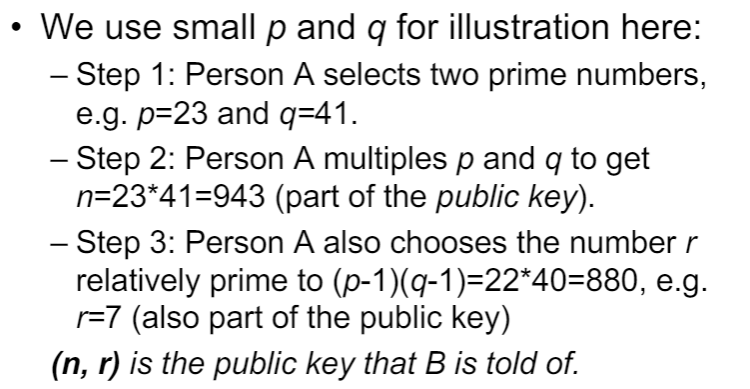 • We use small p and q for illustration here:
– Step 1: Person A selects two prime numbers,
e.g. p=23 and q=41.
– Step 2: Person A multiples p and q to get
n=23*41=943 (part of the public key).
– Step 3: Person A also chooses the number r
relatively prime to (p-1)(q-1)=22*40=880, e.g.
r=7 (also part of the public key)
(n, r) is the public key that B is told of.